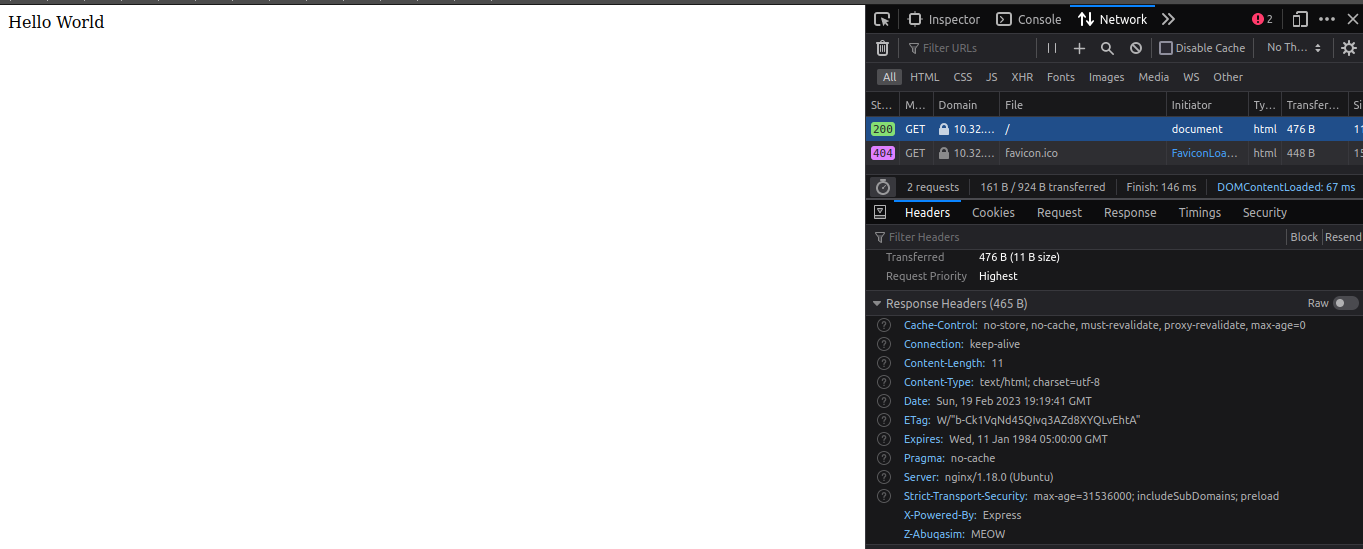 Hello World
Inspector Console Network 2
Filter URLs Disable Cache No Th...
All HTML CSS JS XHR Fonts Images Media WS Other
St... M... Domain File Initiator Ty... Transfer... Si
200 GET 10.32.... / document html 476 B 11
404 GET 10.32.... favicon.ico FaviconLoa... html 448 B 15
2 requests 161 B / 924 B transferred Finish: 146 ms DOMContentLoaded: 67 ms
Headers Cookies Request Response Timings Security
Filter Headers Block Resend
Transferred 476 B (11 B size)
Request Priority Highest
Response Headers (465 B) Raw
? Cache-Control: no-store, no-cache, must-revalidate, proxy-revalidate, max-age=0
? Connection: keep-alive
? Content-Length: 11
? Content-Type: text/html; charset=utf-8
? Date: Sun, 19 Feb 2023 19:19:41 GMT
? ETag: W/"b-Ck1VqNd45QIvq3AZd8XYQLvEhtA"
? Expires: Wed, 11 Jan 1984 05:00:00 GMT
? Pragma: no-cache
? Server: nginx/1.18.0 (Ubuntu)
? Strict-Transport-Security: max-age=31536000; includeSubDomains; preload
X-Powered-By: Express
Z-Abuqasim: MEOW